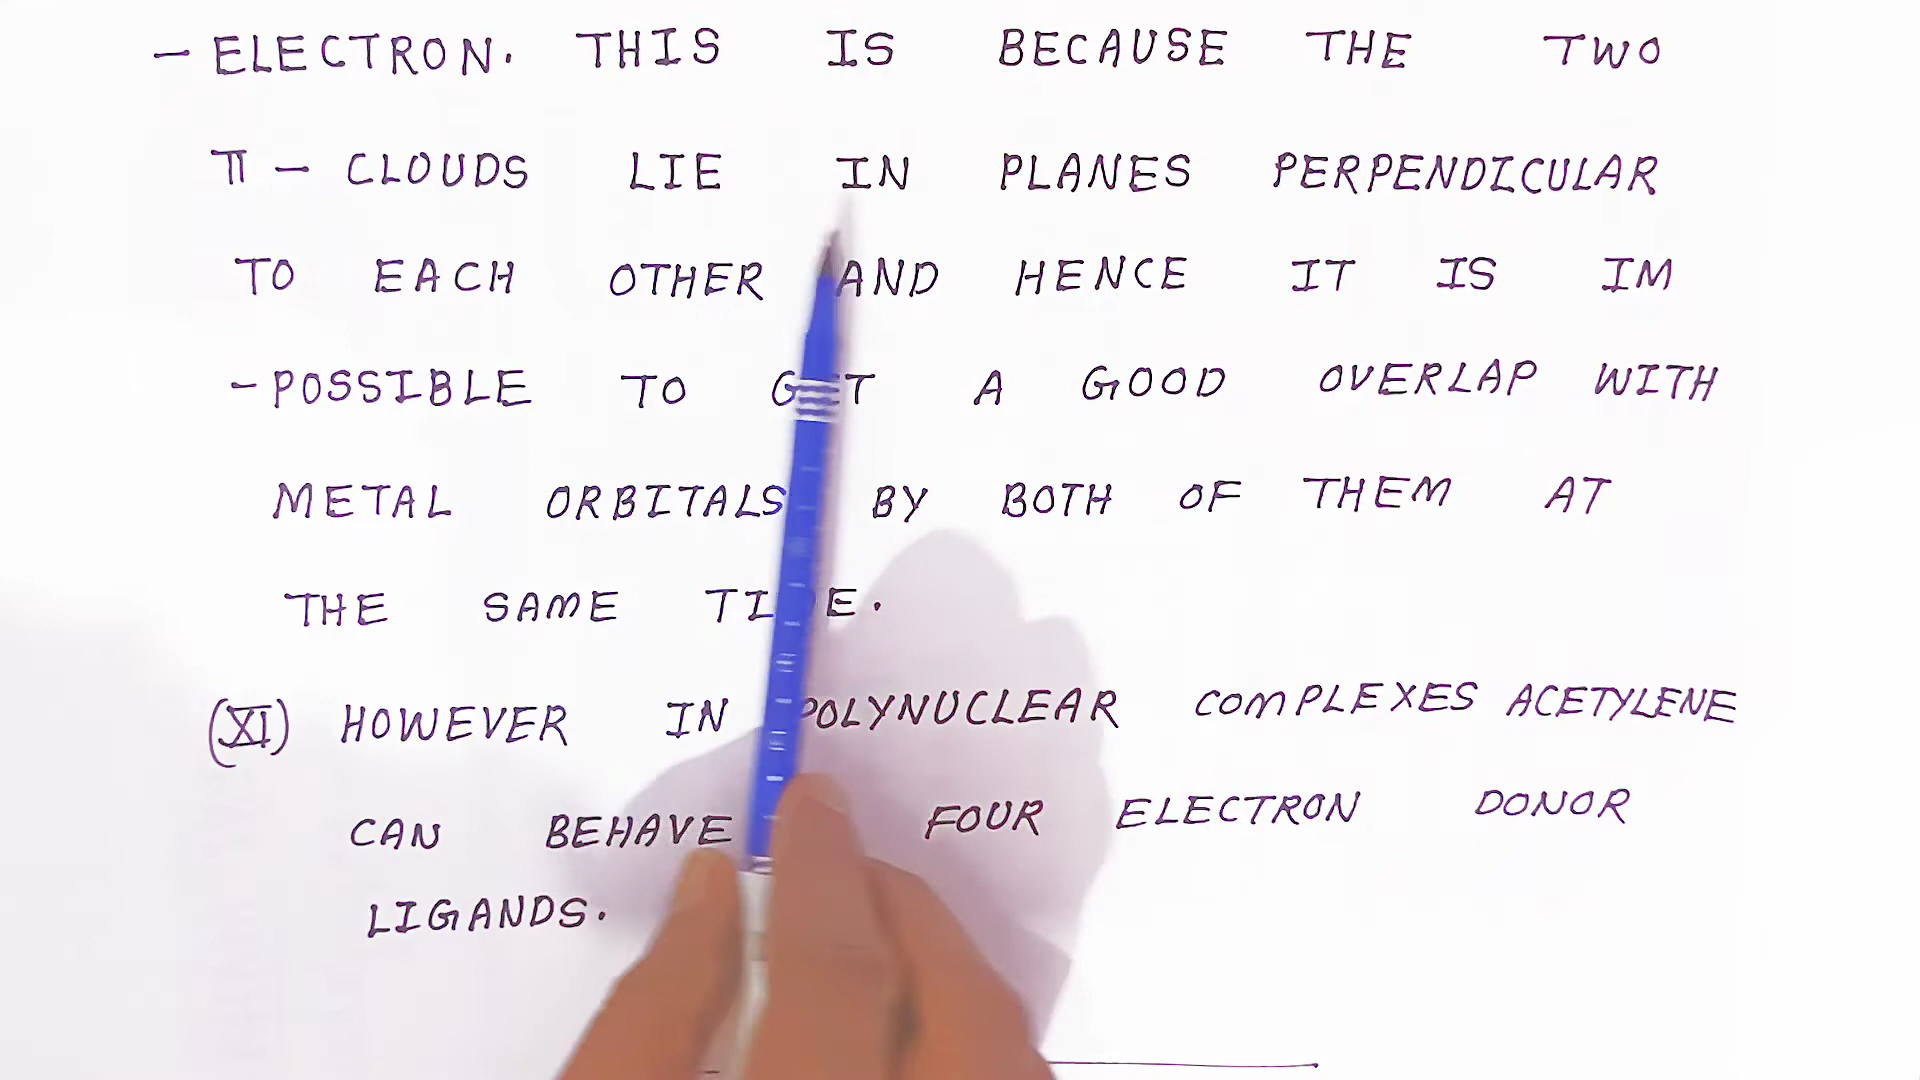 - ELECTRON. THIS IS BECAUSE THE TWO
π - CLOUDS LIE IN PLANES PERPENDICULAR
TO EACH OTHER AND HENCE IT IS IM
-POSSIBLE TO GET A GOOD OVERLAP WITH
METAL ORBITALS BY BOTH OF THEM AT
THE SAME TIME.
(XI) HOWEVER IN POLYNUCLEAR COMPLEXES ACETYLENE
CAN BEHAVE FOUR ELECTRON DONOR
LIGANDS.